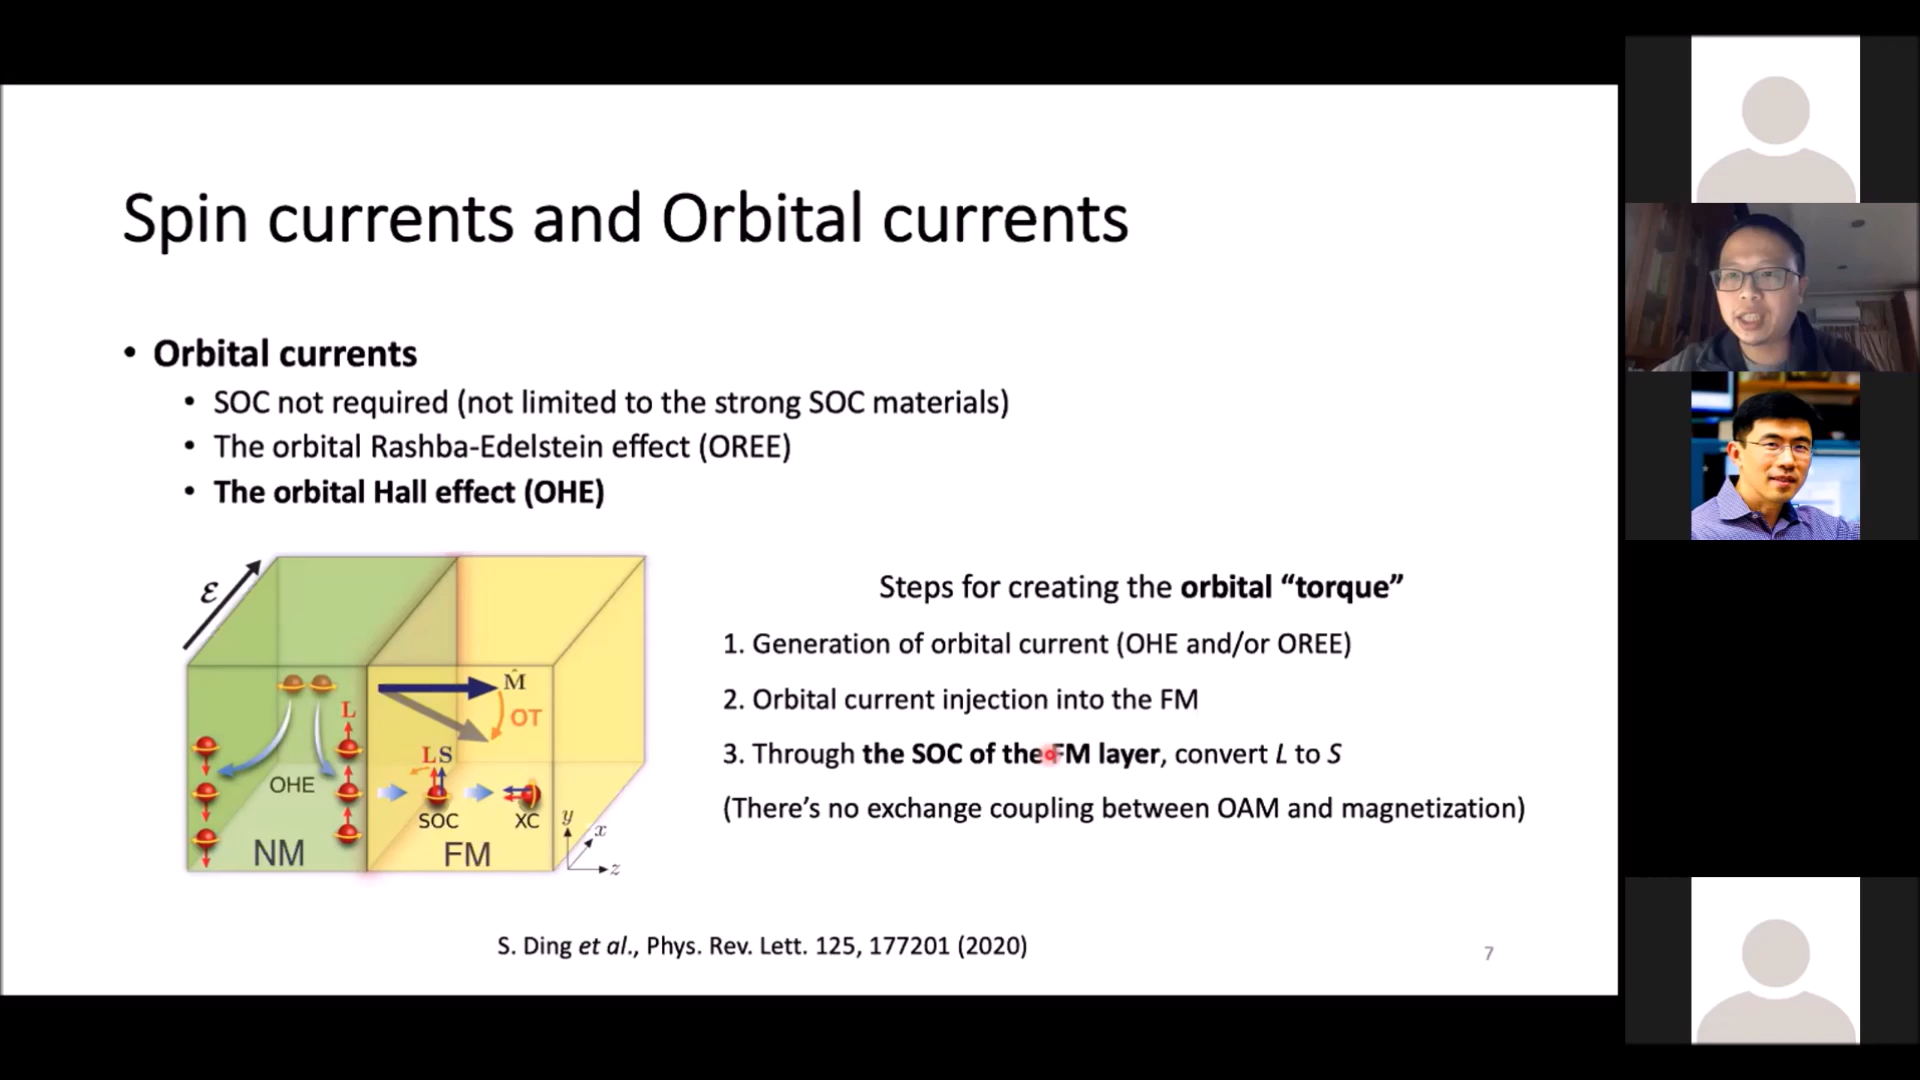 Spin currents and Orbital currents
• Orbital currents
• SOC not required (not limited to the strong SOC materials)
• The orbital Rashba-Edelstein effect (OREE)
• The orbital Hall effect (OHE)
ℰ
M̂
OT
L
LS
OHE
SOC
XC
NM
FM
y
x
z
Steps for creating the orbital “torque”
1. Generation of orbital current (OHE and/or OREE)
2. Orbital current injection into the FM
3. Through the SOC of the FM layer, convert L to S
(There’s no exchange coupling between OAM and magnetization)
S. Ding et al., Phys. Rev. Lett. 125, 177201 (2020)
7